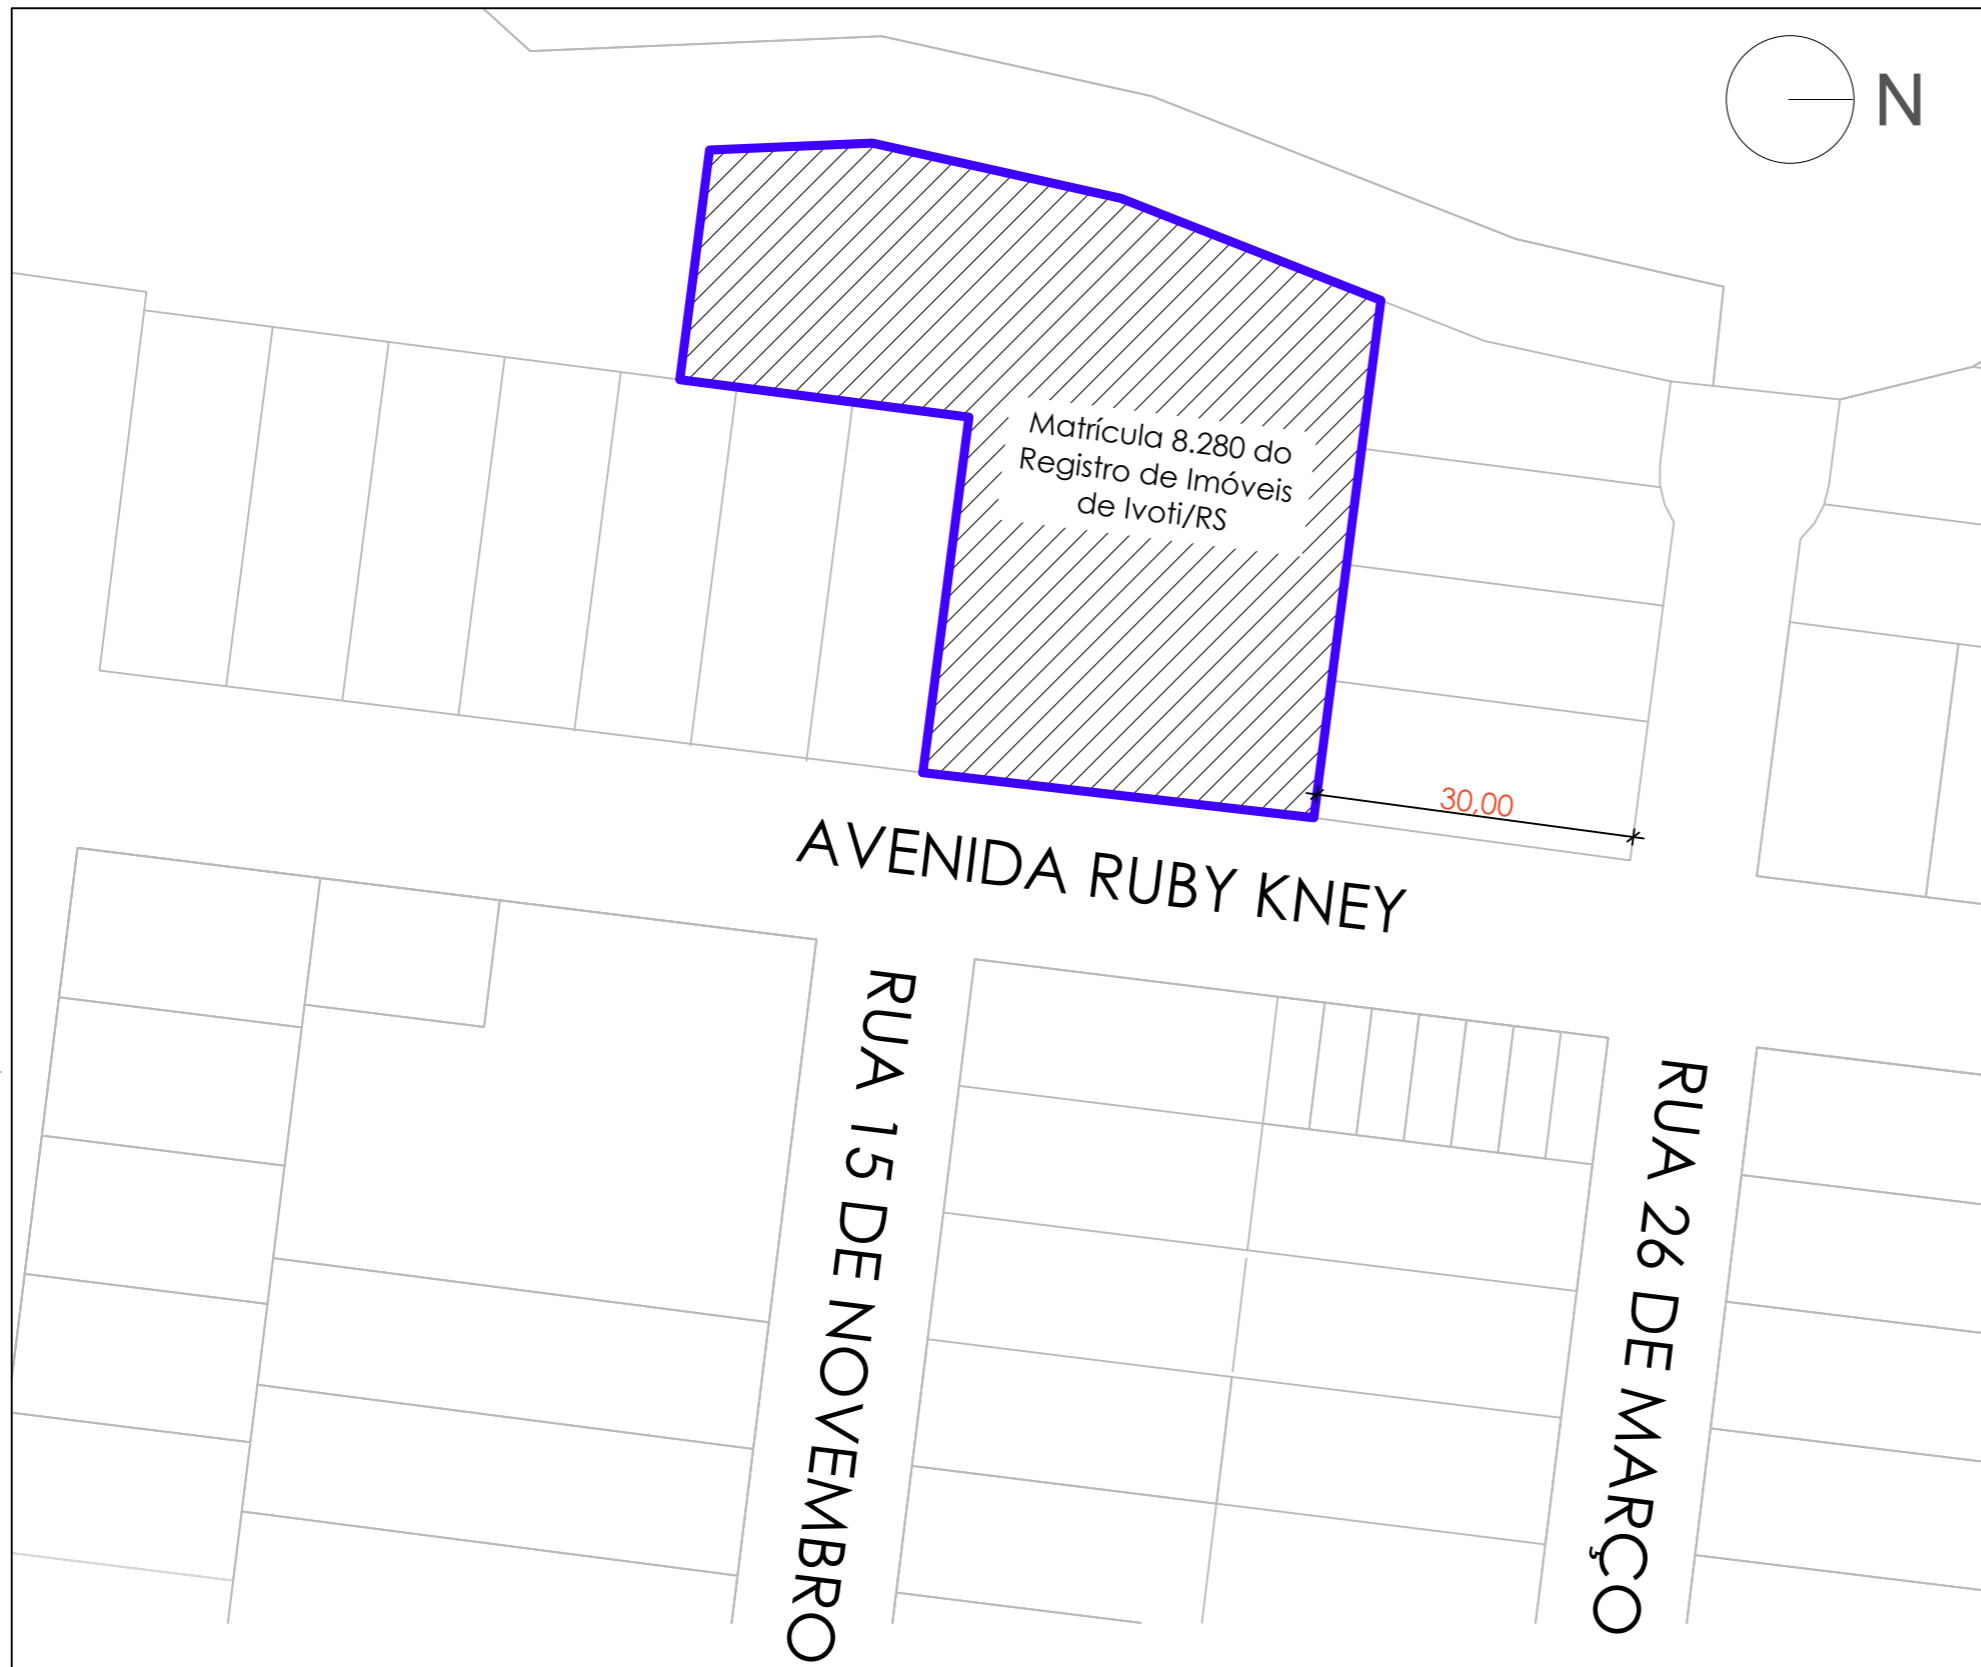 N
Matrícula 8.280 do
Registro de Imóveis
de Ivoti/RS
30,00
AVENIDA RUBY KNEY
RUA 15 DE NOVEMBRO
RUA 26 DE MARÇO